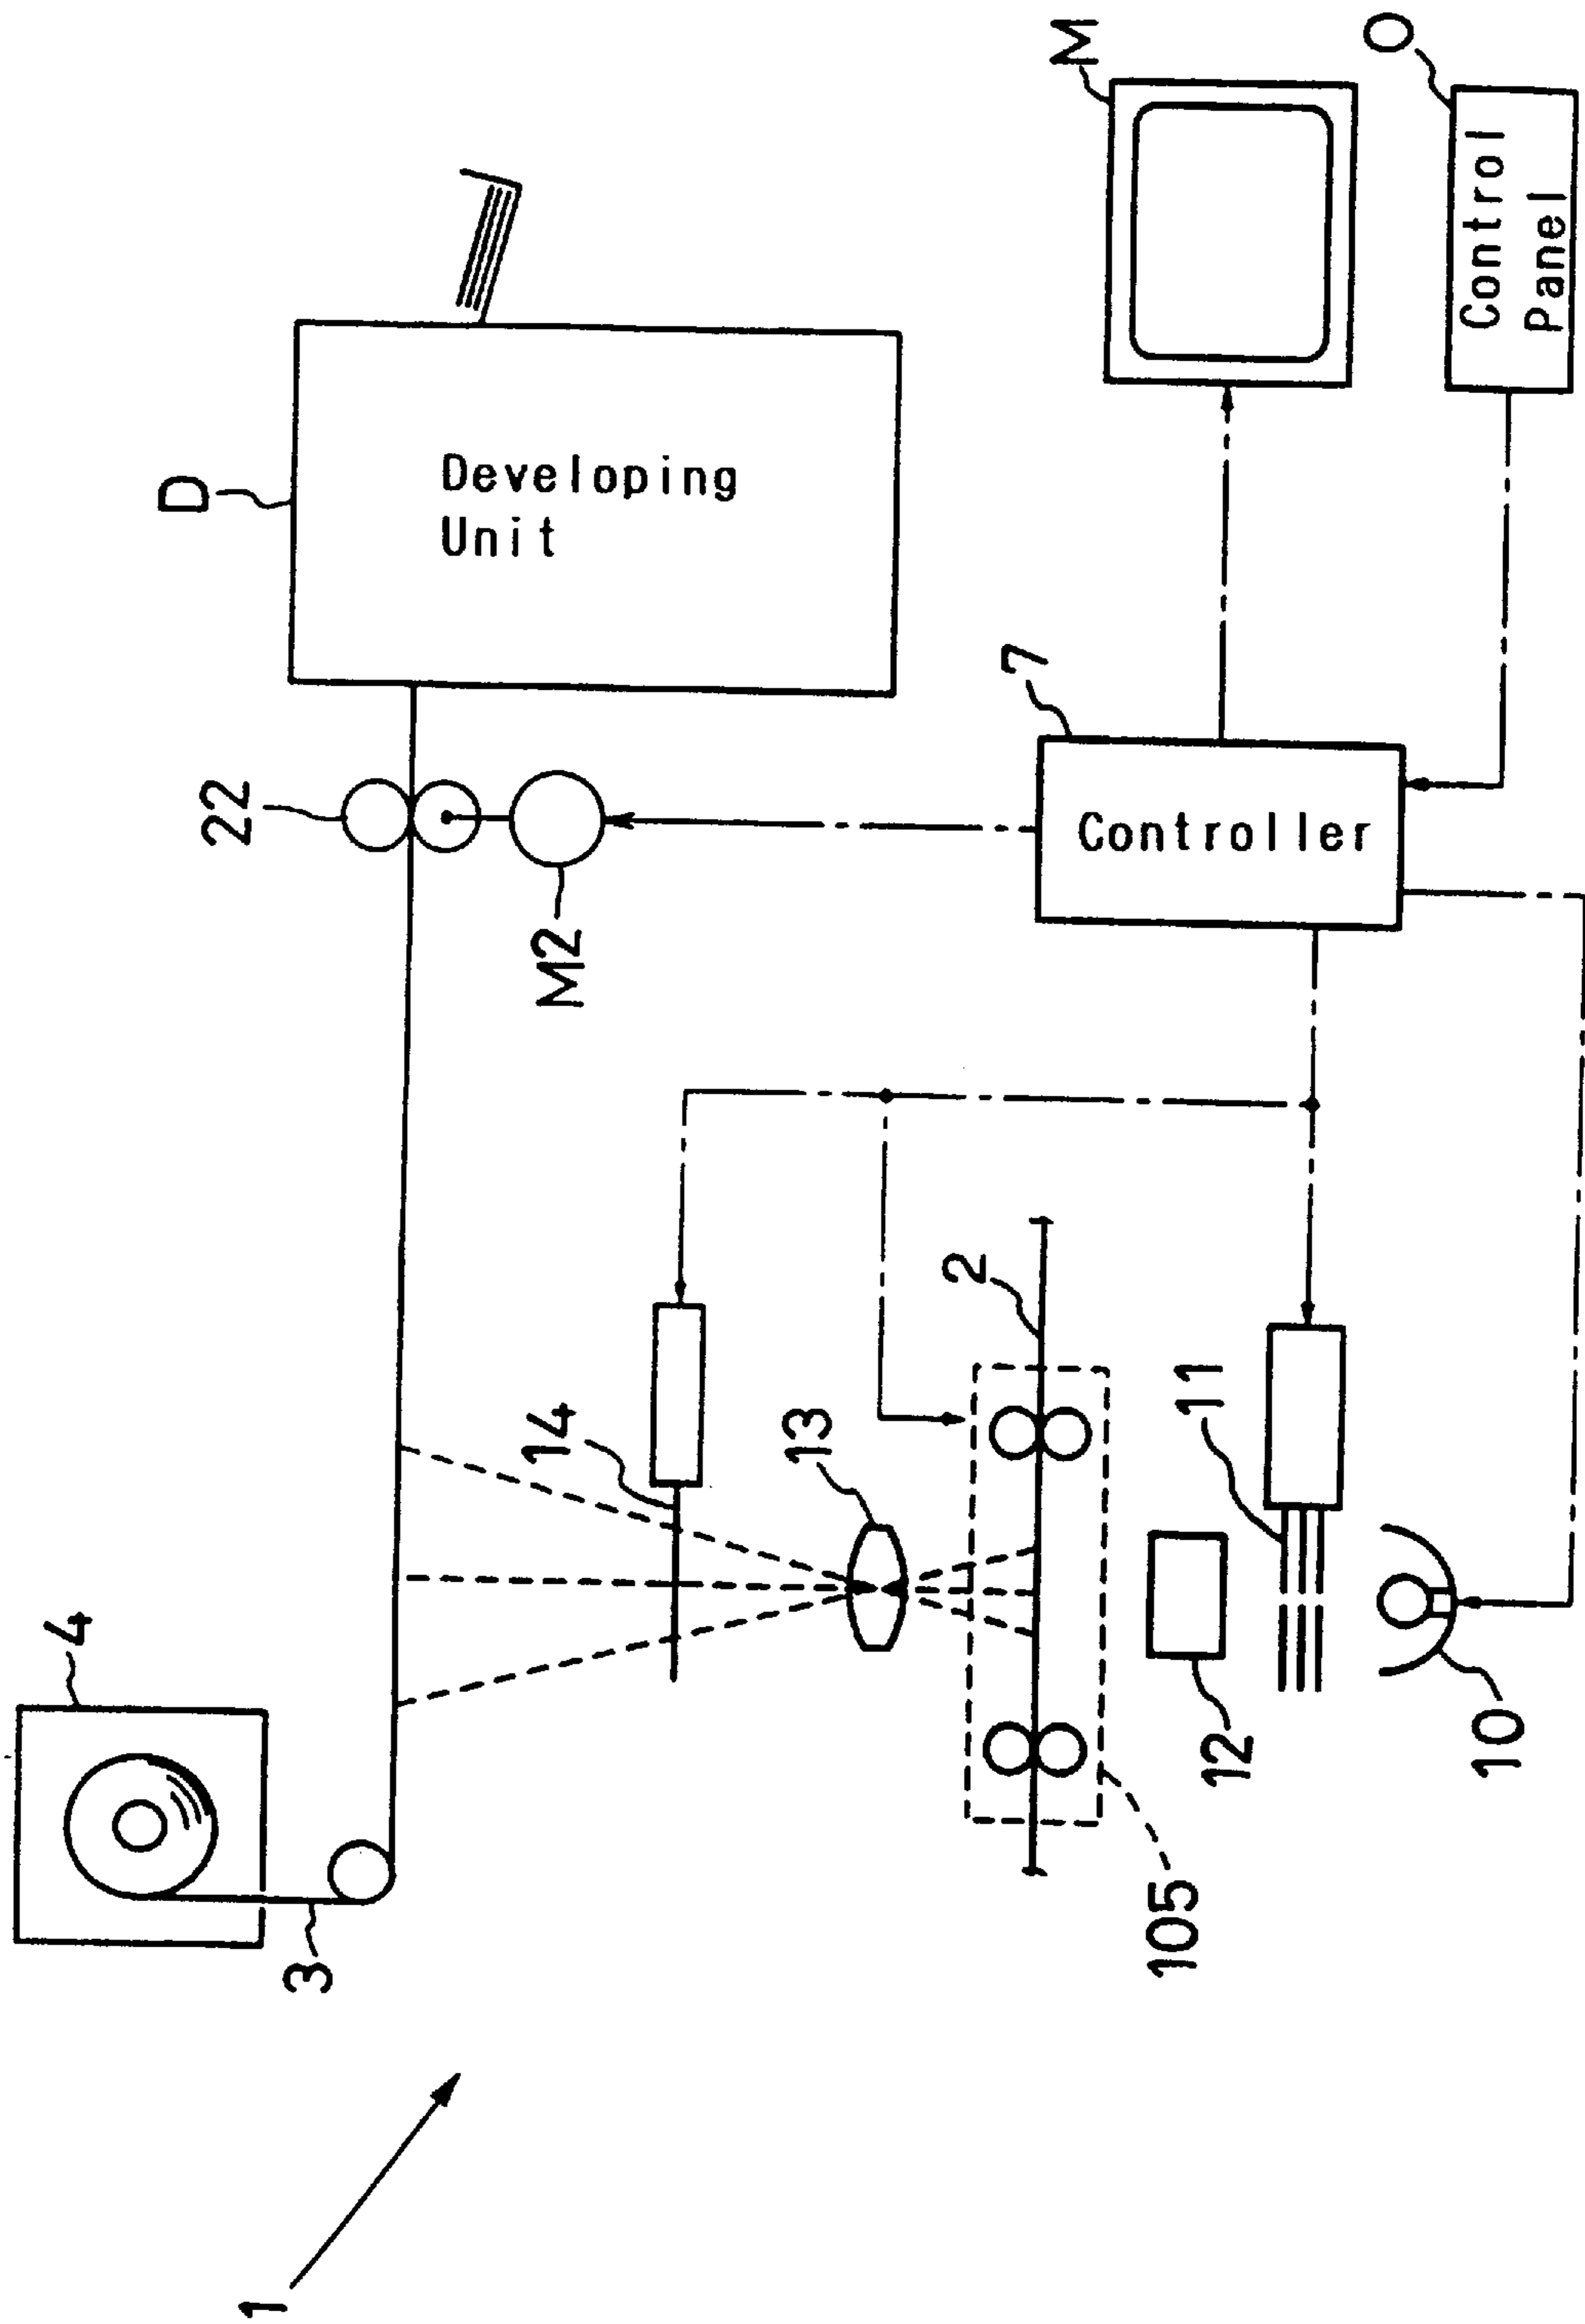 1
4
3
D
Developing
Unit
22
M2
14
13
2
105
12
11
10
7
Controller
M
O
Control
Panel